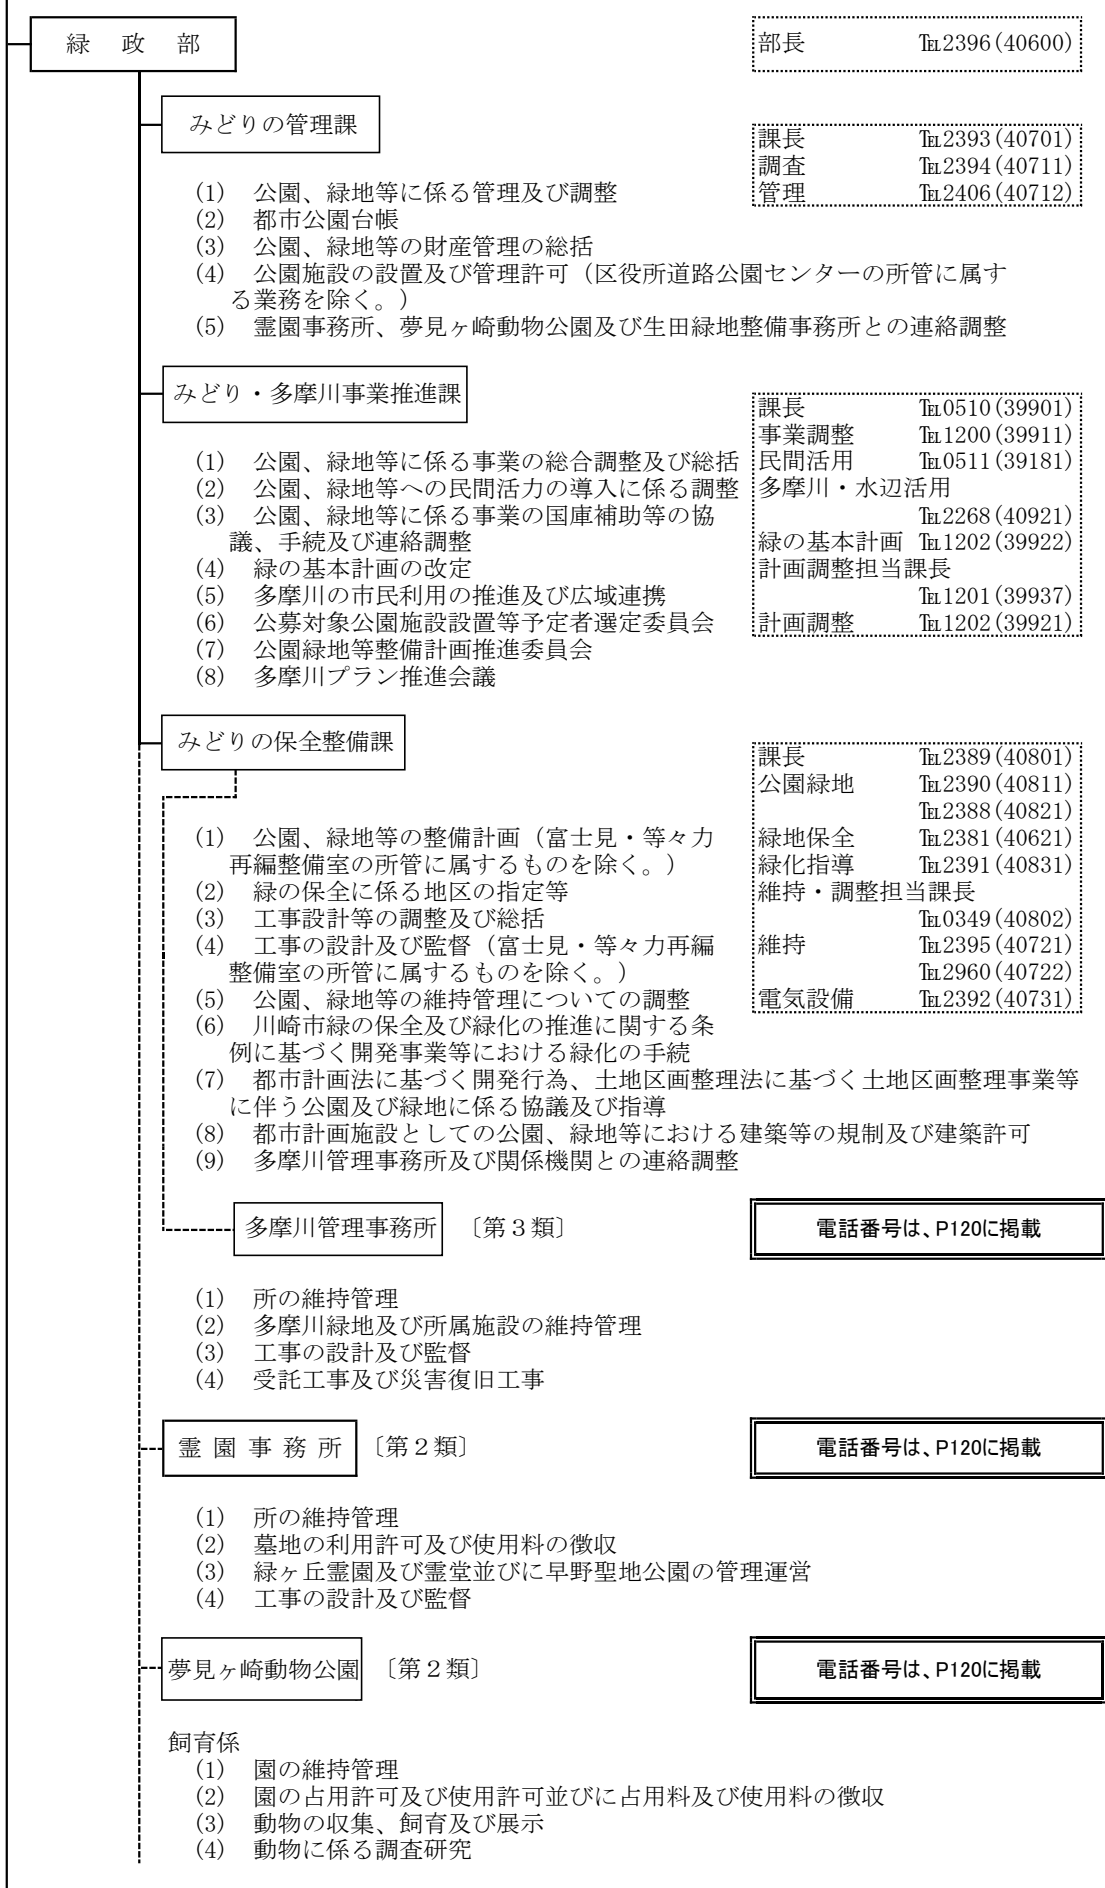 緑　政　部
部長　℡2396(40600)
みどりの管理課
課長　℡2393(40701)
調査　℡2394(40711)
管理　℡2406(40712)
(1)　公園、緑地等に係る管理及び調整
(2)　都市公園台帳
(3)　公園、緑地等の財産管理の総括
(4)　公園施設の設置及び管理許可（区役所道路公園センターの所管に属す
る業務を除く。）
(5)　霊園事務所、夢見ヶ崎動物公園及び生田緑地整備事務所との連絡調整
みどり・多摩川事業推進課
課長　℡0510(39901)
事業調整　℡1200(39911)
民間活用　℡0511(39181)
多摩川・水辺活用
℡2268(40921)
緑の基本計画　℡1202(39922)
計画調整担当課長
℡1201(39937)
計画調整　℡1202(39921)
(1)　公園、緑地等に係る事業の総合調整及び総括
(2)　公園、緑地等への民間活力の導入に係る調整
(3)　公園、緑地等に係る事業の国庫補助等の協
議、手続及び連絡調整
(4)　緑の基本計画の改定
(5)　多摩川の市民利用の推進及び広域連携
(6)　公募対象公園施設設置等予定者選定委員会
(7)　公園緑地等整備計画推進委員会
(8)　多摩川プラン推進会議
みどりの保全整備課
課長　℡2389(40801)
公園緑地　℡2390(40811)
℡2388(40821)
緑地保全　℡2381(40621)
緑化指導　℡2391(40831)
維持・調整担当課長
℡0349(40802)
維持　℡2395(40721)
℡2960(40722)
電気設備　℡2392(40731)
(1)　公園、緑地等の整備計画（富士見・等々力
再編整備室の所管に属するものを除く。）
(2)　緑の保全に係る地区の指定等
(3)　工事設計等の調整及び総括
(4)　工事の設計及び監督（富士見・等々力再編
整備室の所管に属するものを除く。）
(5)　公園、緑地等の維持管理についての調整
(6)　川崎市緑の保全及び緑化の推進に関する条
例に基づく開発事業等における緑化の手続
(7)　都市計画法に基づく開発行為、土地区画整理法に基づく土地区画整理事業等
に伴う公園及び緑地に係る協議及び指導
(8)　都市計画施設としての公園、緑地等における建築等の規制及び建築許可
(9)　多摩川管理事務所及び関係機関との連絡調整
多摩川管理事務所　〔第３類〕
電話番号は、P120に掲載
(1)　所の維持管理
(2)　多摩川緑地及び所属施設の維持管理
(3)　工事の設計及び監督
(4)　受託工事及び災害復旧工事
霊 園 事 務 所　〔第２類〕
電話番号は、P120に掲載
(1)　所の維持管理
(2)　墓地の利用許可及び使用料の徴収
(3)　緑ヶ丘霊園及び霊堂並びに早野聖地公園の管理運営
(4)　工事の設計及び監督
夢見ヶ崎動物公園　〔第２類〕
電話番号は、P120に掲載
飼育係
(1)　園の維持管理
(2)　園の占用許可及び使用許可並びに占用料及び使用料の徴収
(3)　動物の収集、飼育及び展示
(4)　動物に係る調査研究